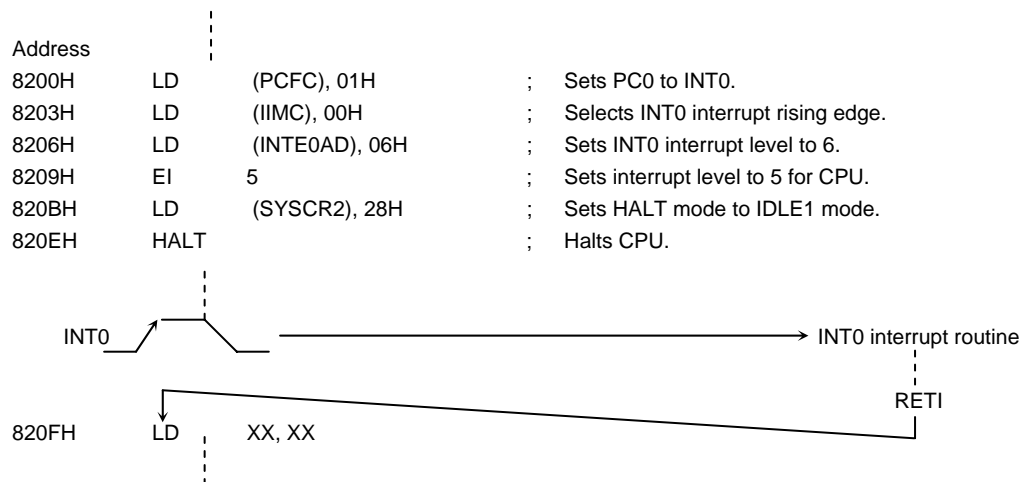 Address
8200H LD (PCFC), 01H ; Sets PC0 to INT0.
8203H LD (IIMC), 00H ; Selects INT0 interrupt rising edge.
8206H LD (INTE0AD), 06H ; Sets INT0 interrupt level to 6.
8209H EI 5 ; Sets interrupt level to 5 for CPU.
820BH LD (SYSCR2), 28H ; Sets HALT mode to IDLE1 mode.
820EH HALT ; Halts CPU.
INT0 INT0 interrupt routine
RETI
820FH LD XX, XX